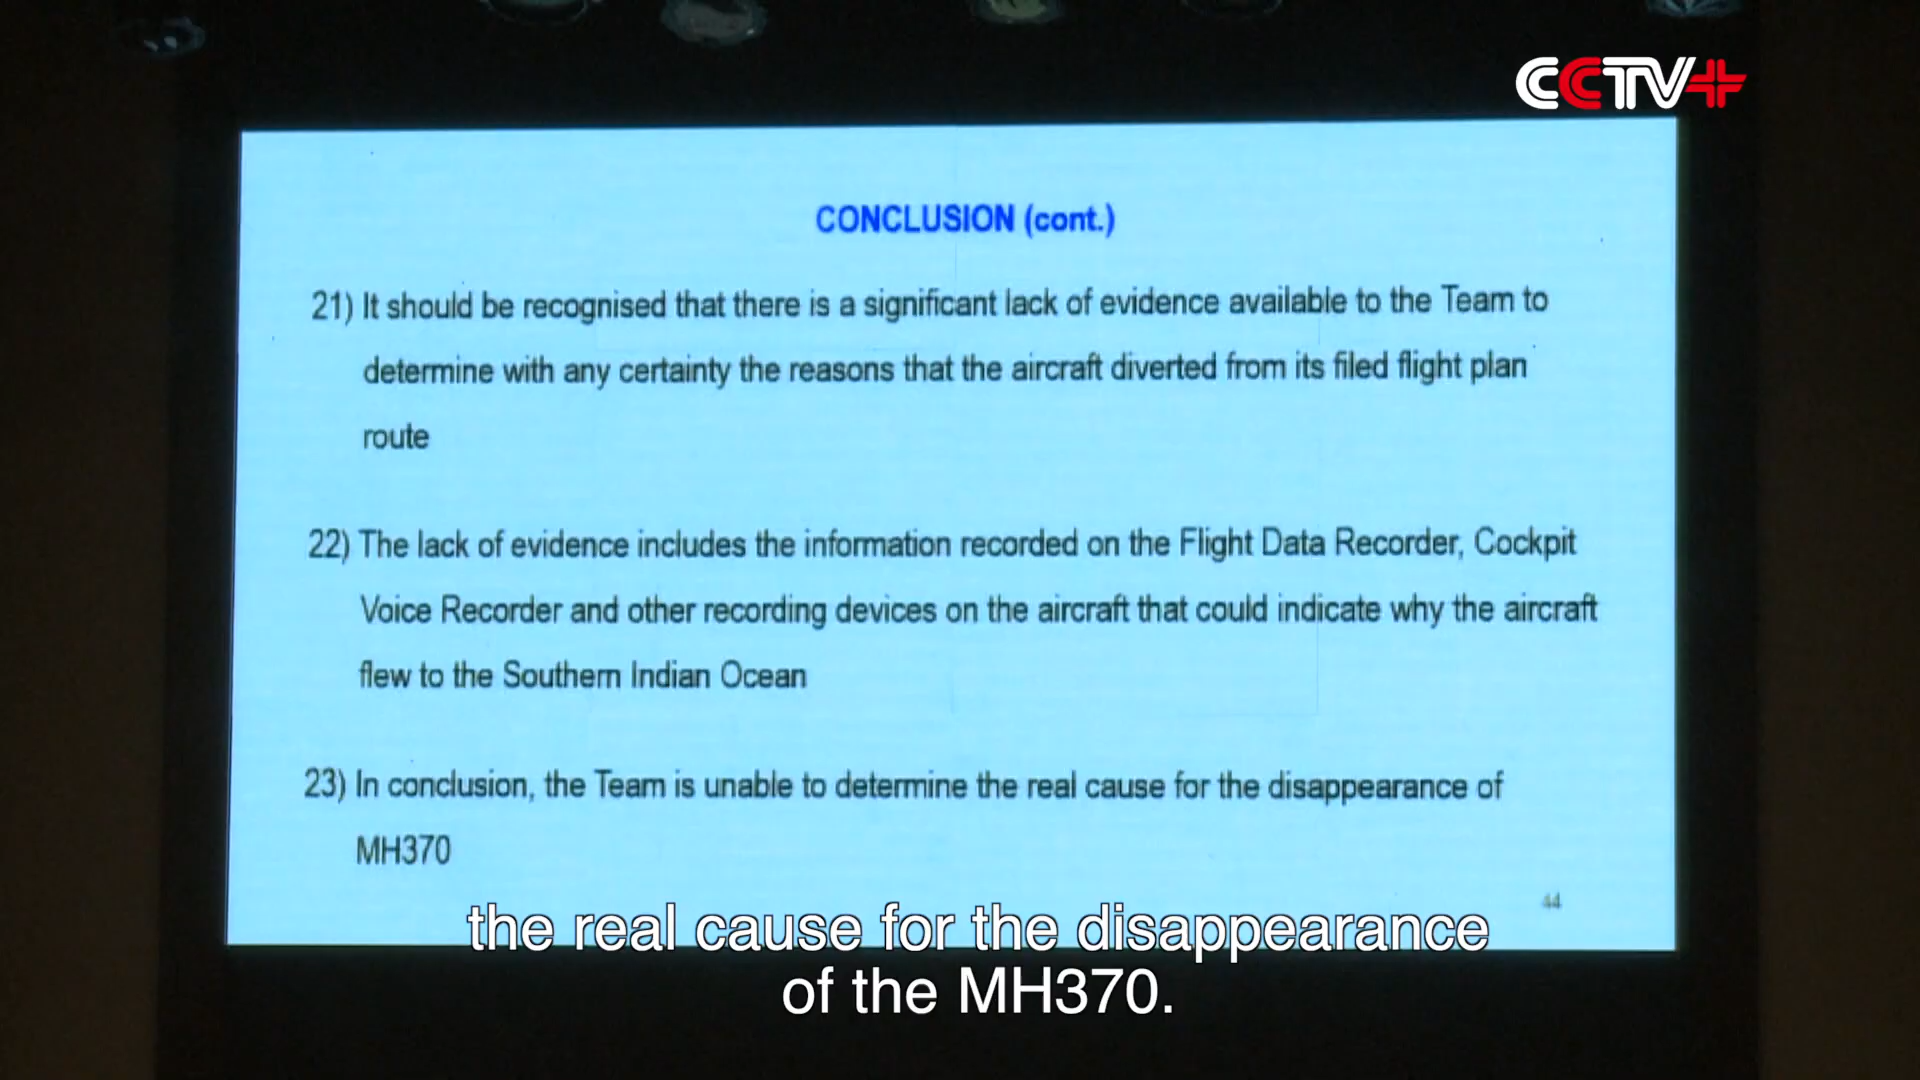 CCTV+
CONCLUSION (cont.)
21) It should be recognised that there is a significant lack of evidence available to the Team to
determine with any certainty the reasons that the aircraft diverted from its filed flight plan
route
22) The lack of evidence includes the information recorded on the Flight Data Recorder, Cockpit
Voice Recorder and other recording devices on the aircraft that could indicate why the aircraft
flew to the Southern Indian Ocean
23) In conclusion, the Team is unable to determine the real cause for the disappearance of
MH370
44
the real cause for the disappearance
of the MH370.